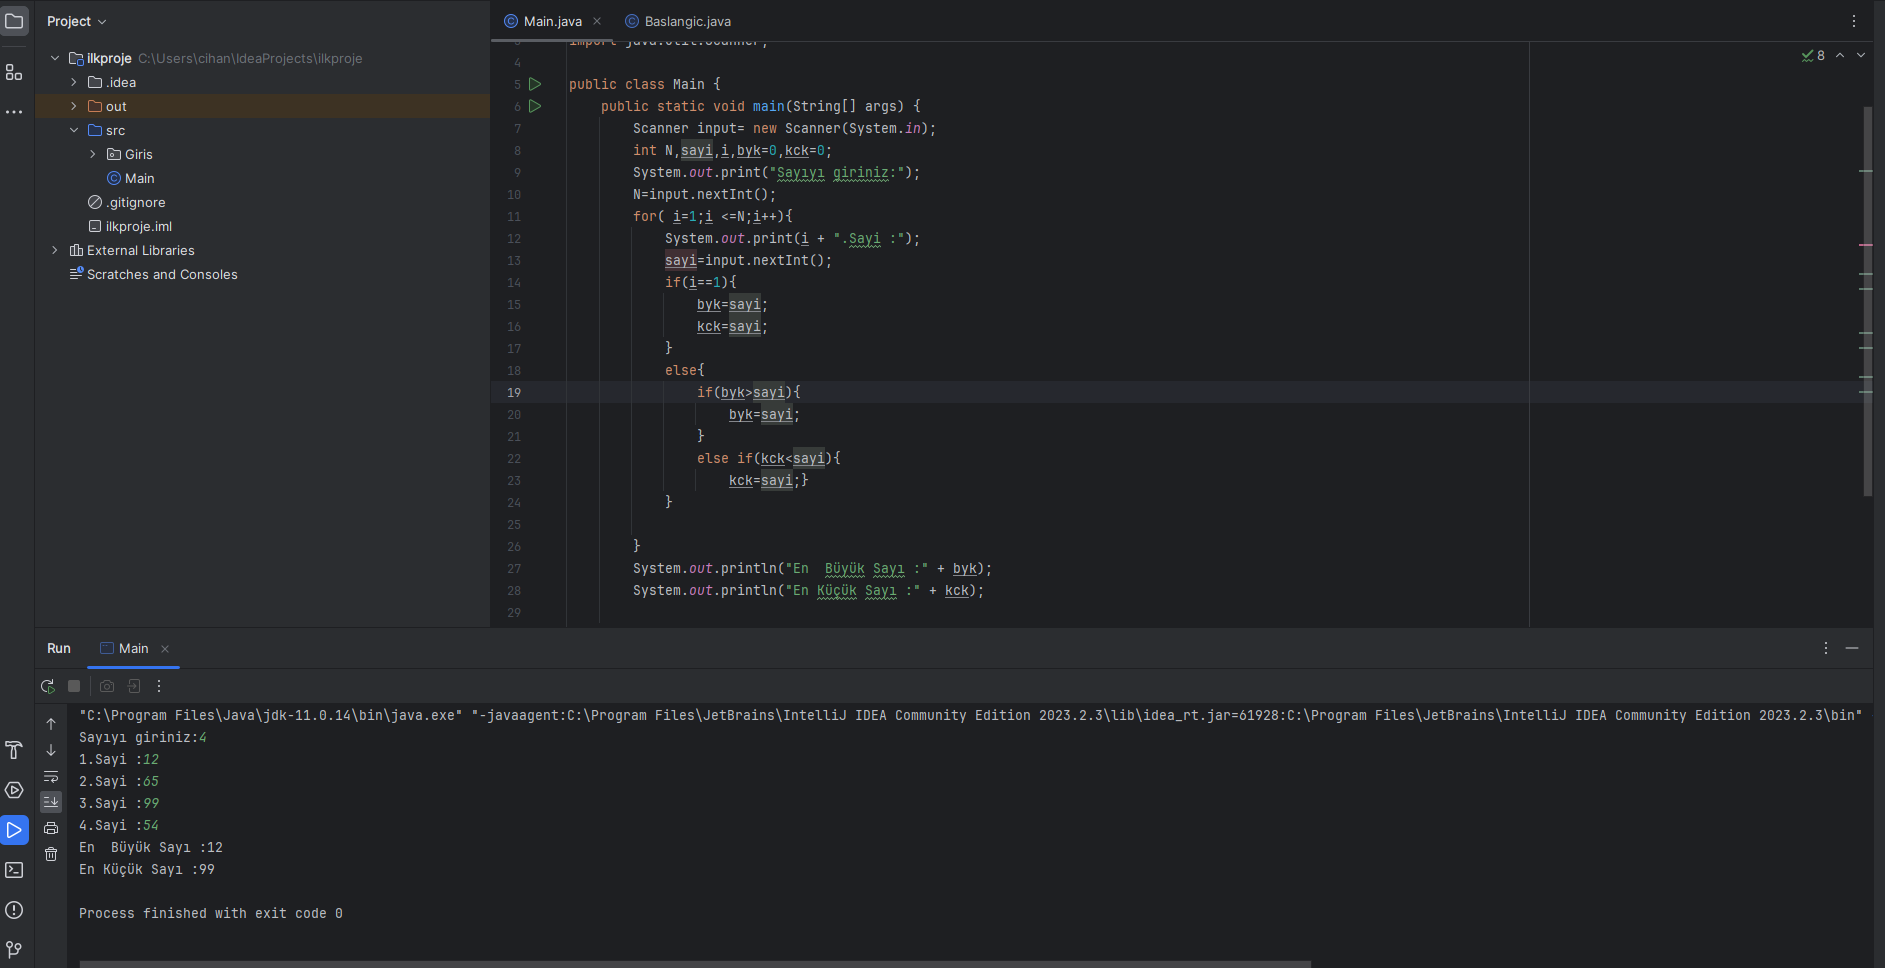 Project
ilkproje C:\Users\cihan\IdeaProjects\ilkproje
.idea
out
src
Giris
Main
.gitignore
ilkproje.iml
External Libraries
Scratches and Consoles
Main.java
Baslangic.java
8
import java.util.Scanner;
4
5 public class Main {
6 public static void main(String[] args) {
7 Scanner input= new Scanner(System.in);
8 int N,sayi,i,byk=0,kck=0;
9 System.out.print("Sayıyı giriniz:");
10 N=input.nextInt();
11 for( i=1;i <=N;i++){
12 System.out.print(i + ".Sayi :");
13 sayi=input.nextInt();
14 if(i==1){
15 byk=sayi;
16 kck=sayi;
17 }
18 else{
19 if(byk>sayi){
20 byk=sayi;
21 }
22 else if(kck<sayi){
23 kck=sayi;}
24 }
25
26 }
27 System.out.println("En  Büyük Sayı :" + byk);
28 System.out.println("En Küçük Sayı :" + kck);
29
Run
Main
"C:\Program Files\Java\jdk-11.0.14\bin\java.exe" "-javaagent:C:\Program Files\JetBrains\IntelliJ IDEA Community Edition 2023.2.3\lib\idea_rt.jar=61928:C:\Program Files\JetBrains\IntelliJ IDEA Community Edition 2023.2.3\bin"
Sayıyı giriniz:4
1.Sayi :12
2.Sayi :65
3.Sayi :99
4.Sayi :54
En  Büyük Sayı :12
En Küçük Sayı :99
Process finished with exit code 0